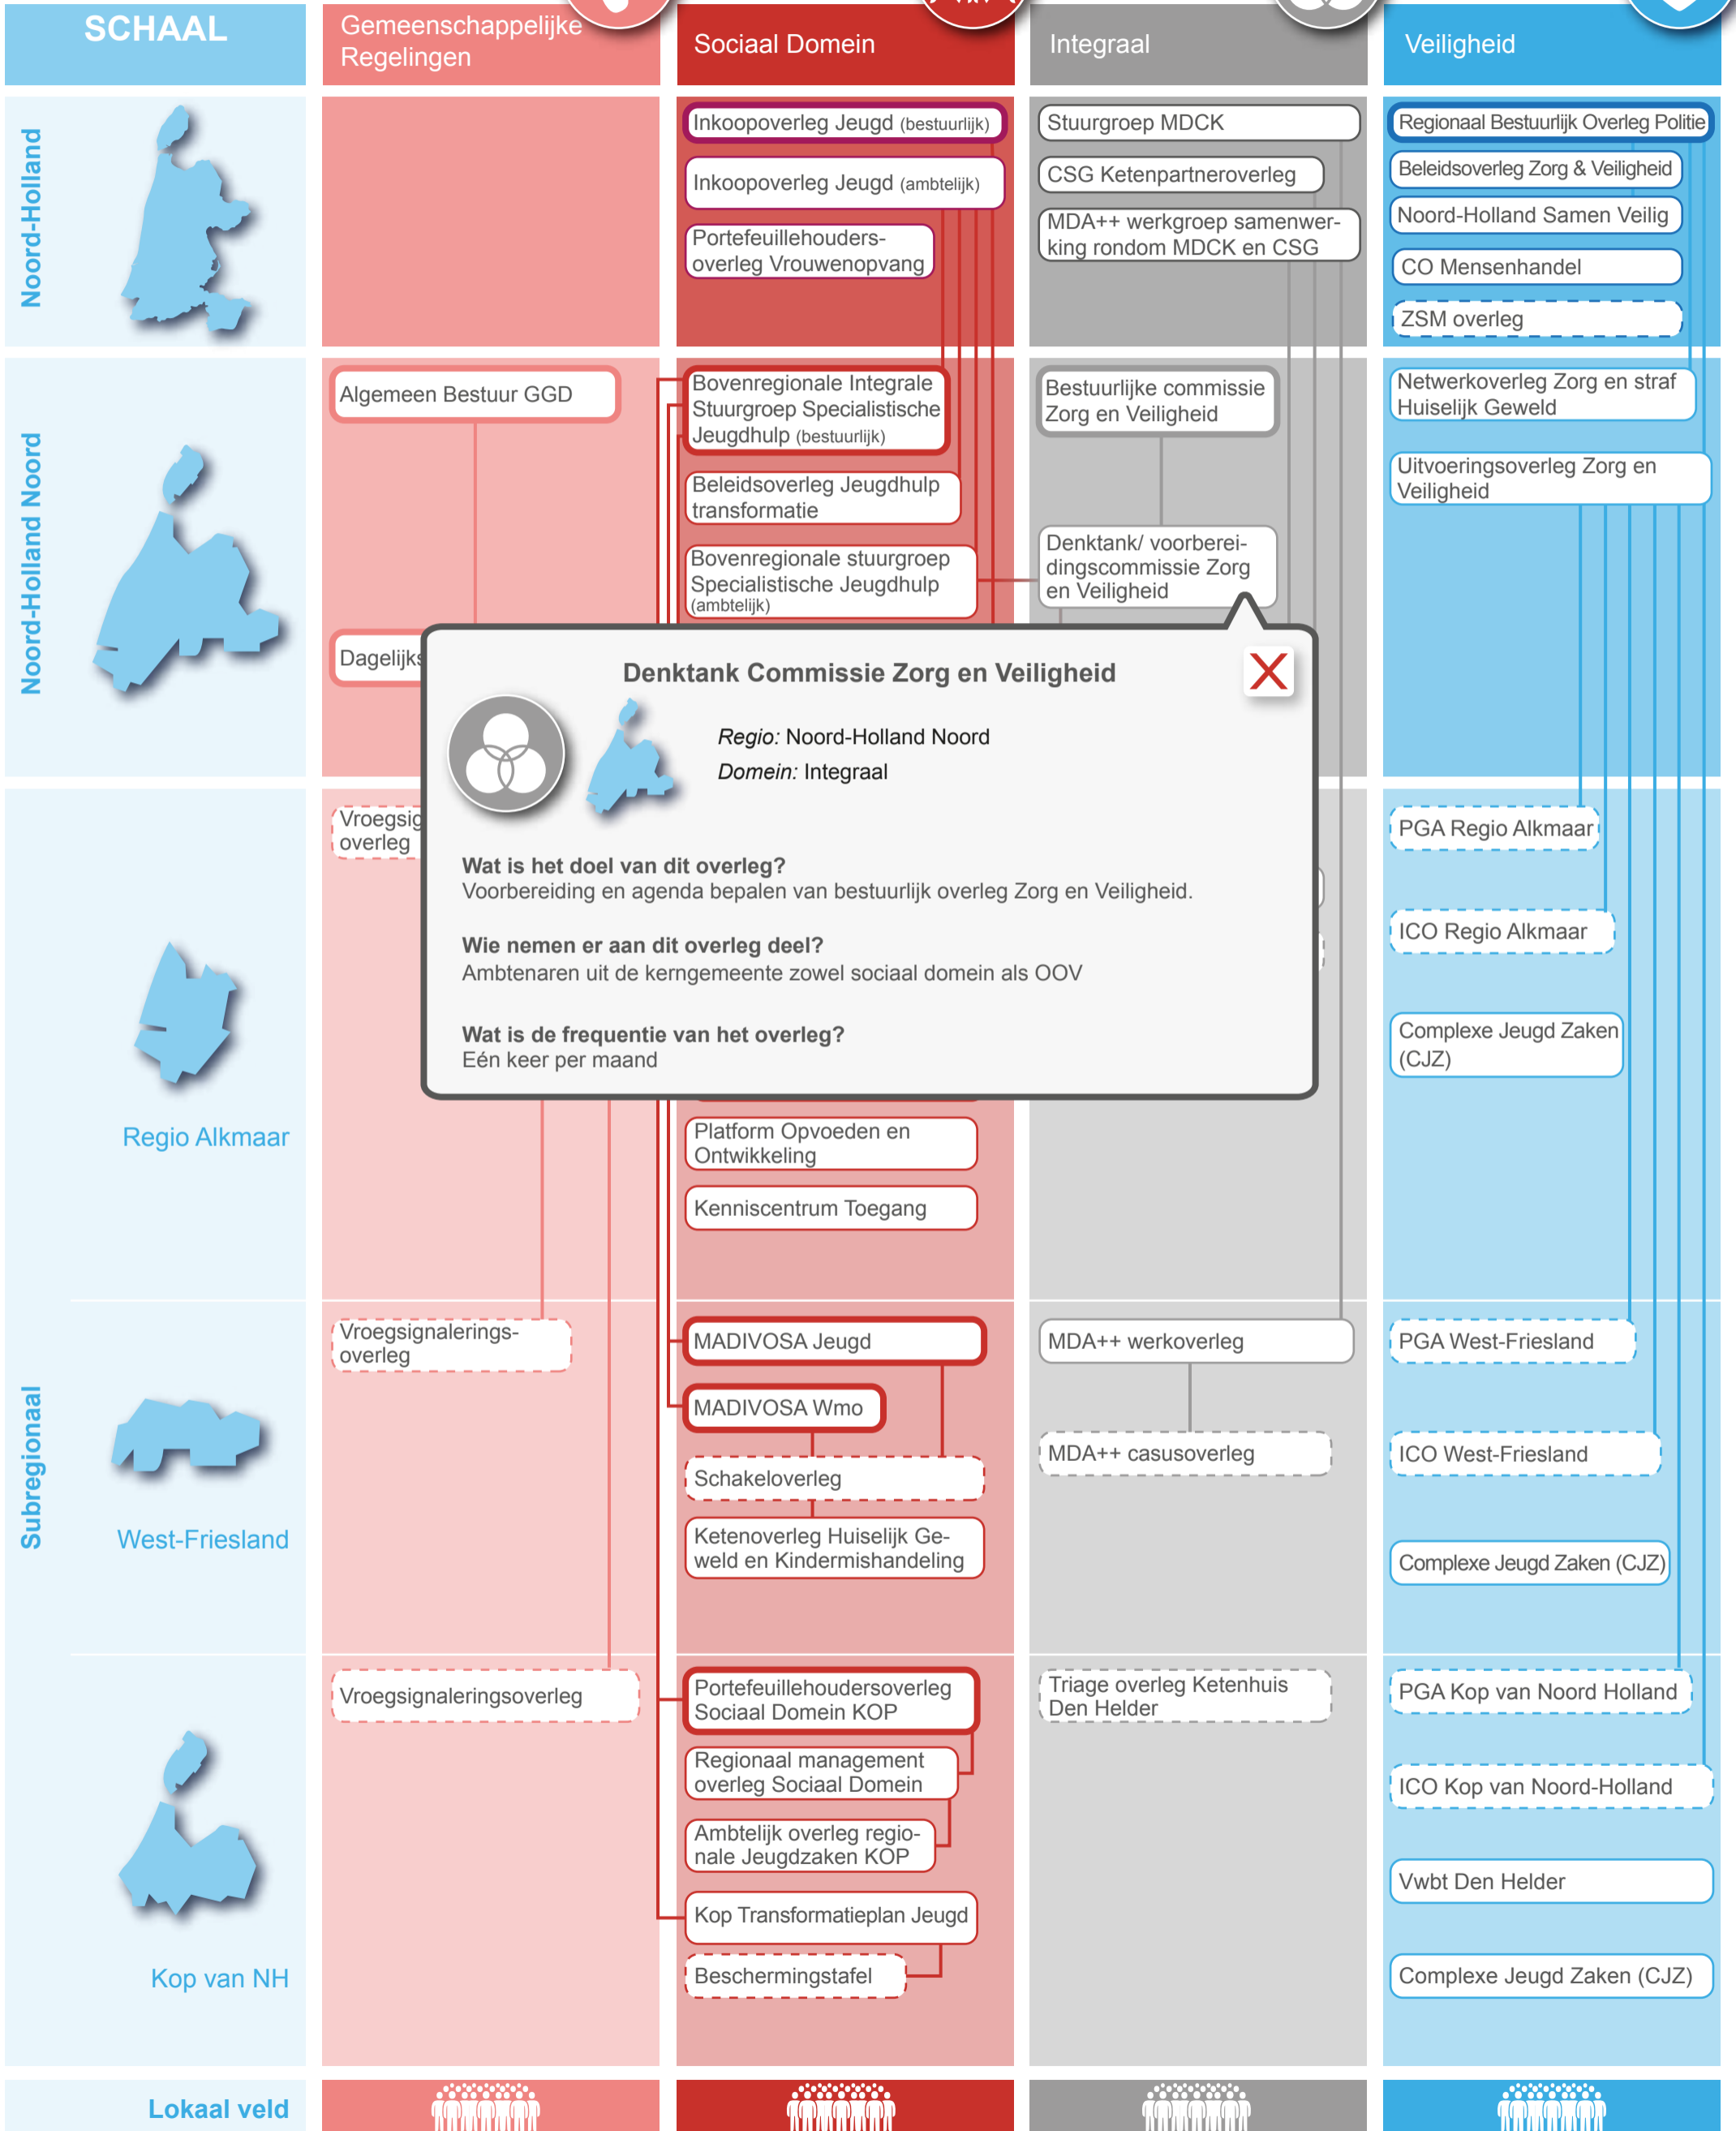 SCHAAL
Gemeenschappelijke
Regelingen
Sociaal Domein
Integraal
Veiligheid
Noord-Holland
Inkoopoverleg Jeugd (bestuurlijk)
Inkoopoverleg Jeugd (ambtelijk)
Portefeuillehouders-
overleg Vrouwenopvang
Stuurgroep MDCK
CSG Ketenpartneroverleg
MDA++ werkgroep samenwer-
king rondom MDCK en CSG
Regionaal Bestuurlijk Overleg Politie
Beleidsoverleg Zorg & Veiligheid
Noord-Holland Samen Veilig
CO Mensenhandel
ZSM overleg
Noord-Holland Noord
Algemeen Bestuur GGD
Dagelijks
Bovenregionale Integrale
Stuurgroep Specialistische
Jeugdhulp (bestuurlijk)
Beleidsoverleg Jeugdhulp
transformatie
Bovenregionale stuurgroep
Specialistische Jeugdhulp
(ambtelijk)
Bestuurlijke commissie
Zorg en Veiligheid
Denktank/ voorberei-
dingscommissie Zorg
en Veiligheid
Netwerkoverleg Zorg en straf
Huiselijk Geweld
Uitvoeringsoverleg Zorg en
Veiligheid
Denktank Commissie Zorg en Veiligheid
X
Regio: Noord-Holland Noord
Domein: Integraal
Wat is het doel van dit overleg?
Voorbereiding en agenda bepalen van bestuurlijk overleg Zorg en Veiligheid.
Wie nemen er aan dit overleg deel?
Ambtenaren uit de kerngemeente zowel sociaal domein als OOV
Wat is de frequentie van het overleg?
Eén keer per maand
Subregionaal
Regio Alkmaar
Vroegsig
overleg
Platform Opvoeden en
Ontwikkeling
Kenniscentrum Toegang
PGA Regio Alkmaar
ICO Regio Alkmaar
Complexe Jeugd Zaken
(CJZ)
West-Friesland
Vroegsignalerings-
overleg
MADIVOSA Jeugd
MADIVOSA Wmo
Schakeloverleg
Ketenoverleg Huiselijk Ge-
weld en Kindermishandeling
MDA++ werkoverleg
MDA++ casusoverleg
PGA West-Friesland
ICO West-Friesland
Complexe Jeugd Zaken (CJZ)
Kop van NH
Vroegsignaleringsoverleg
Portefeuillehoudersoverleg
Sociaal Domein KOP
Regionaal management
overleg Sociaal Domein
Ambtelijk overleg regio-
nale Jeugdzaken KOP
Kop Transformatieplan Jeugd
Beschermingstafel
Triage overleg Ketenhuis
Den Helder
PGA Kop van Noord Holland
ICO Kop van Noord-Holland
Vwbt Den Helder
Complexe Jeugd Zaken (CJZ)
Lokaal veld